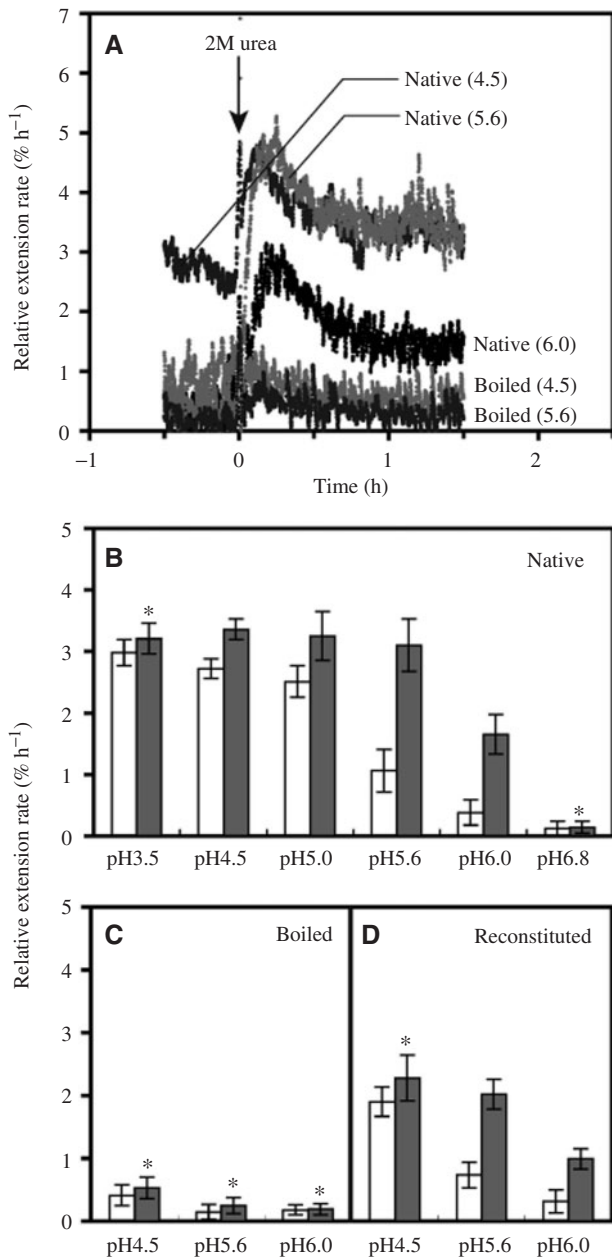 A
2M urea
Native (4.5)
Native (5.6)
Native (6.0)
Boiled (4.5)
Boiled (5.6)
Relative extension rate (% h−1)
7
6
5
4
3
2
1
0
−1
0
1
2
Time (h)
B
Native
5
4
3
2
1
0
*
*
pH3.5
pH4.5
pH5.0
pH5.6
pH6.0
pH6.8
Relative extension rate (% h−1)
C
Boiled
5
4
3
2
1
0
*
*
*
pH4.5
pH5.6
pH6.0
D
Reconstituted
*
pH4.5
pH5.6
pH6.0